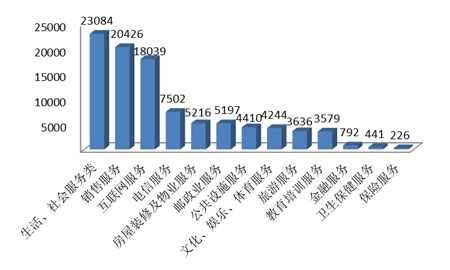 23084
20426
18039
7502
5216
5197
4410
4244
3636
3579
792
441
226
25000
20000
15000
10000
5000
生活、社会服务类
销售服务
互联网服务
电信服务
房屋装修及物业服务
邮政业服务
公共设施服务
文化、娱乐、体育服务
旅游服务
教育培训服务
金融服务
卫生保健服务
保险服务